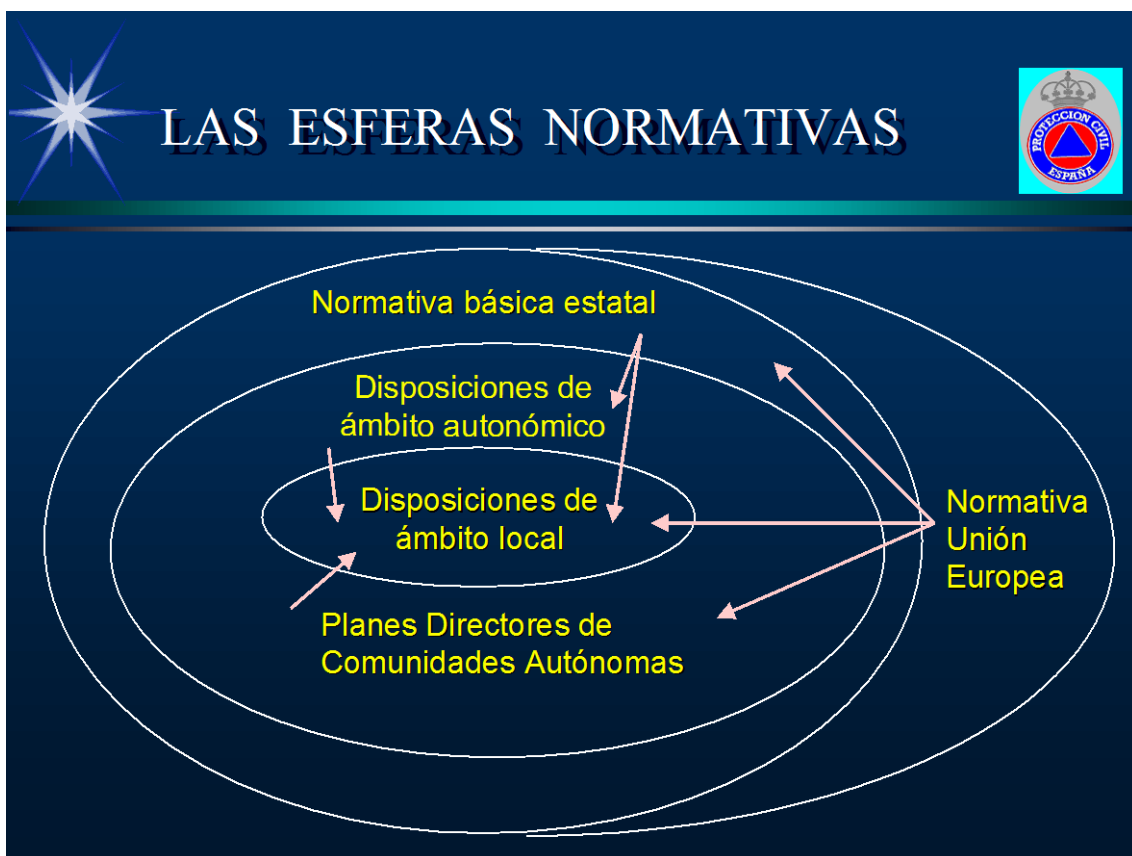 LAS ESFERAS NORMATIVAS
PROTECCION CIVIL
ESPAÑA
Normativa básica estatal
Disposiciones de
ámbito autonómico
Disposiciones de
ámbito local
Normativa
Unión
Europea
Planes Directores de
Comunidades Autónomas